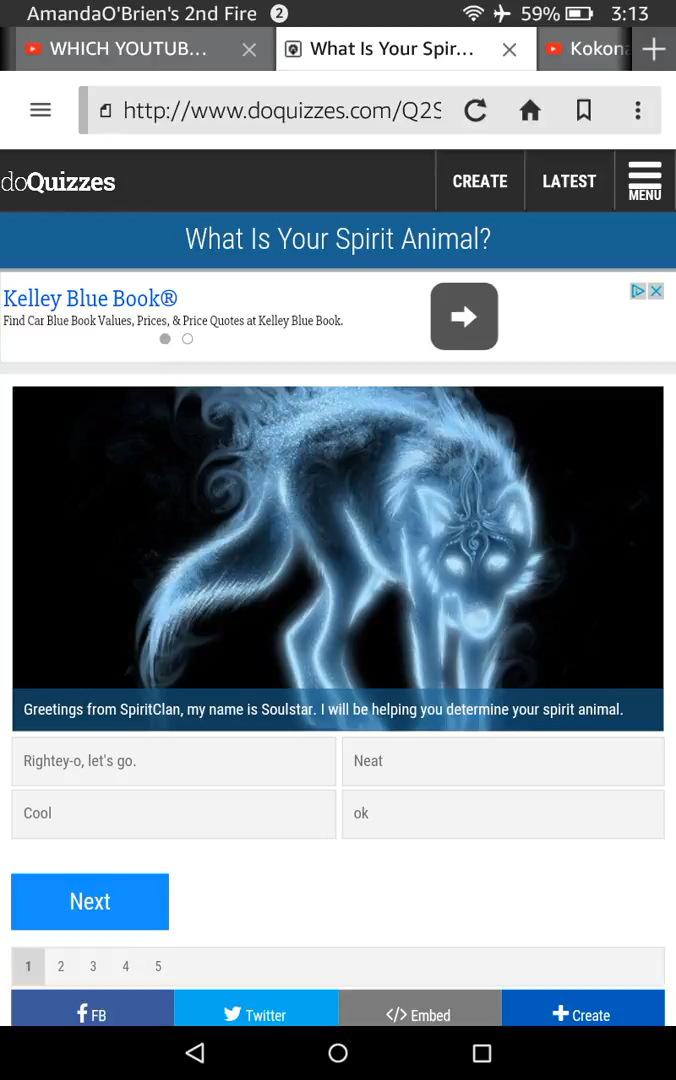 AmandaO'Brien's 2nd Fire 2 59% 3:13
WHICH YOUTUB... What Is Your Spir... Kokon
http://www.doquizzes.com/Q2S
doQuizzes CREATE LATEST MENU
What Is Your Spirit Animal?
Kelley Blue Book®
Find Car Blue Book Values, Prices, & Price Quotes at Kelley Blue Book.
Greetings from SpiritClan, my name is Soulstar. I will be helping you determine your spirit animal.
Rightey-o, let's go. Neat
Cool ok
Next
1 2 3 4 5
FB Twitter </> Embed Create